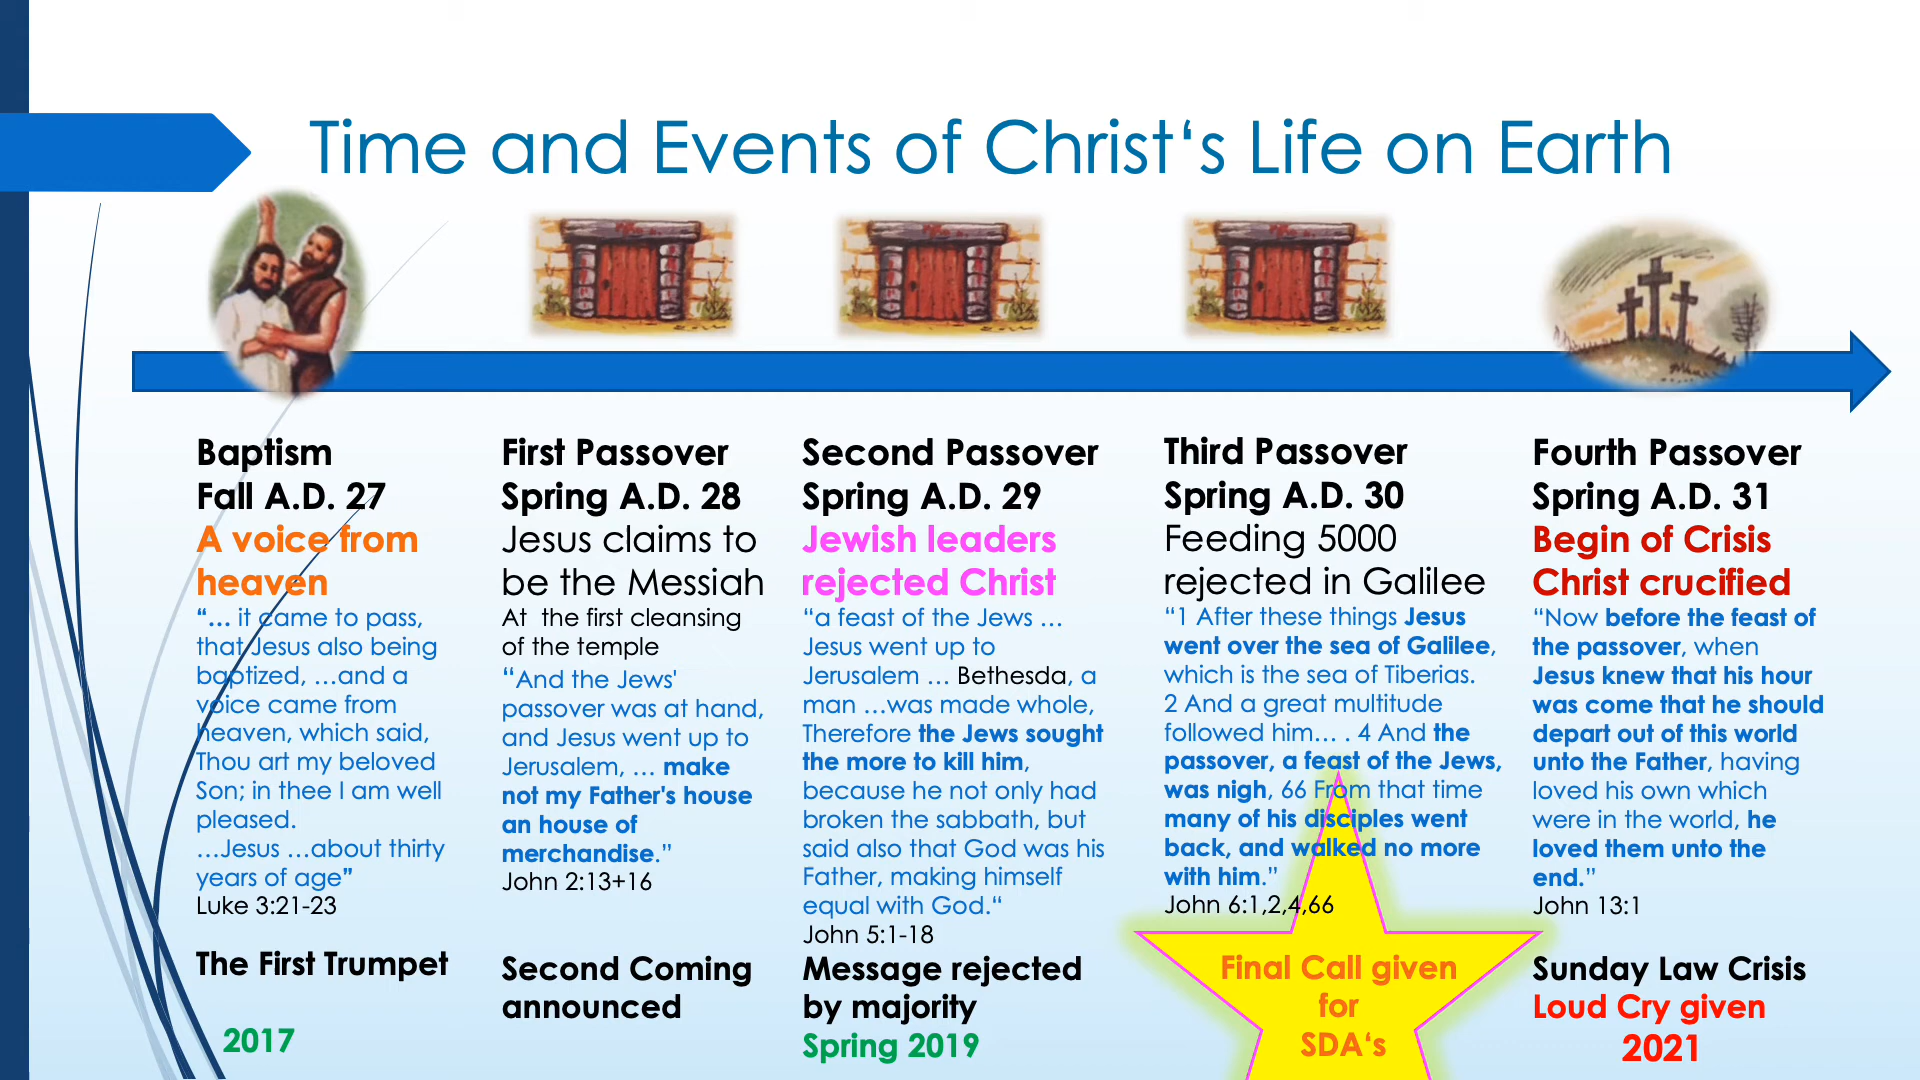 Time and Events of Christ‘s Life on Earth
Baptism
Fall A.D. 27
A voice from
heaven
“… it came to pass,
that Jesus also being
baptized, …and a
voice came from
heaven, which said,
Thou art my beloved
Son; in thee I am well
pleased.
…Jesus …about thirty
years of age”
Luke 3:21-23
The First Trumpet
2017
First Passover
Spring A.D. 28
Jesus claims to
be the Messiah
At the first cleansing
of the temple
“And the Jews'
passover was at hand,
and Jesus went up to
Jerusalem, … make
not my Father's house
an house of
merchandise.”
John 2:13+16
Second Coming
announced
Second Passover
Spring A.D. 29
Jewish leaders
rejected Christ
“a feast of the Jews …
Jesus went up to
Jerusalem … Bethesda, a
man …was made whole,
Therefore the Jews sought
the more to kill him,
because he not only had
broken the sabbath, but
said also that God was his
Father, making himself
equal with God.“
John 5:1-18
Message rejected
by majority
Spring 2019
Third Passover
Spring A.D. 30
Feeding 5000
rejected in Galilee
“1 After these things Jesus
went over the sea of Galilee,
which is the sea of Tiberias.
2 And a great multitude
followed him… . 4 And the
passover, a feast of the Jews,
was nigh, 66 From that time
many of his disciples went
back, and walked no more
with him.”
John 6:1,2,4,66
Final Call given
for
SDA‘s
Fourth Passover
Spring A.D. 31
Begin of Crisis
Christ crucified
“Now before the feast of
the passover, when
Jesus knew that his hour
was come that he should
depart out of this world
unto the Father, having
loved his own which
were in the world, he
loved them unto the
end.”
John 13:1
Sunday Law Crisis
Loud Cry given
2021